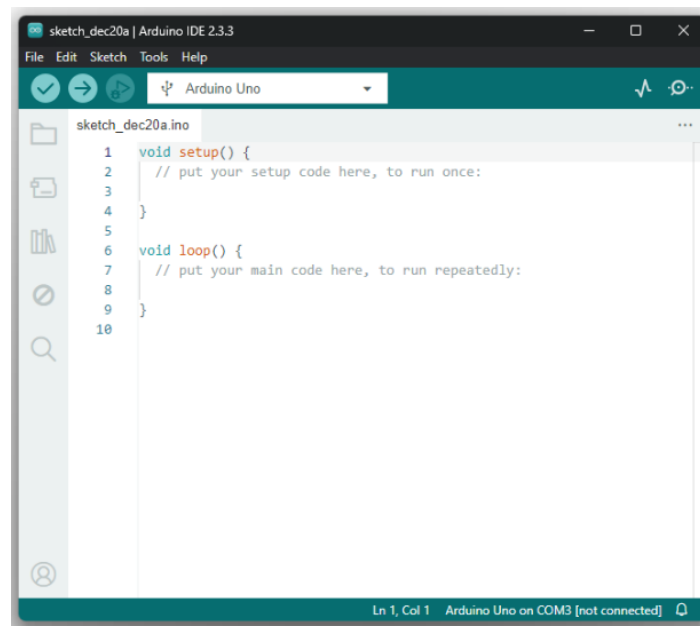 sketch_dec20a | Arduino IDE 2.3.3
File Edit Sketch Tools Help
Arduino Uno
sketch_dec20a.ino
1 void setup() {
2 // put your setup code here, to run once:
3
4 }
5
6 void loop() {
7 // put your main code here, to run repeatedly:
8
9 }
10
Ln 1, Col 1 Arduino Uno on COM3 [not connected]